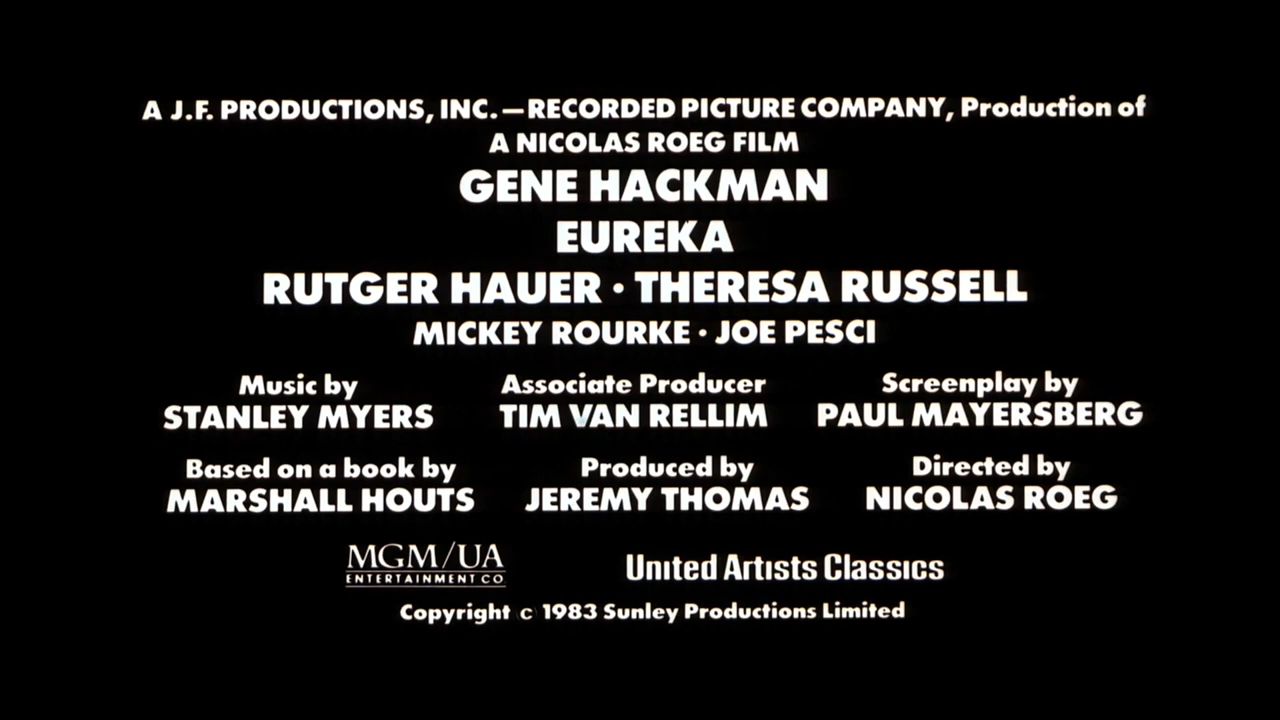 A J.F. PRODUCTIONS, INC.—RECORDED PICTURE COMPANY, Production of
A NICOLAS ROEG FILM
GENE HACKMAN
EUREKA
RUTGER HAUER · THERESA RUSSELL
MICKEY ROURKE · JOE PESCI
Music by
STANLEY MYERS
Associate Producer
TIM VAN RELLIM
Screenplay by
PAUL MAYERSBERG
Based on a book by
MARSHALL HOUTS
Produced by
JEREMY THOMAS
Directed by
NICOLAS ROEG
MGM/UA
ENTERTAINMENT CO
United Artists Classics
Copyright c 1983 Sunley Productions Limited